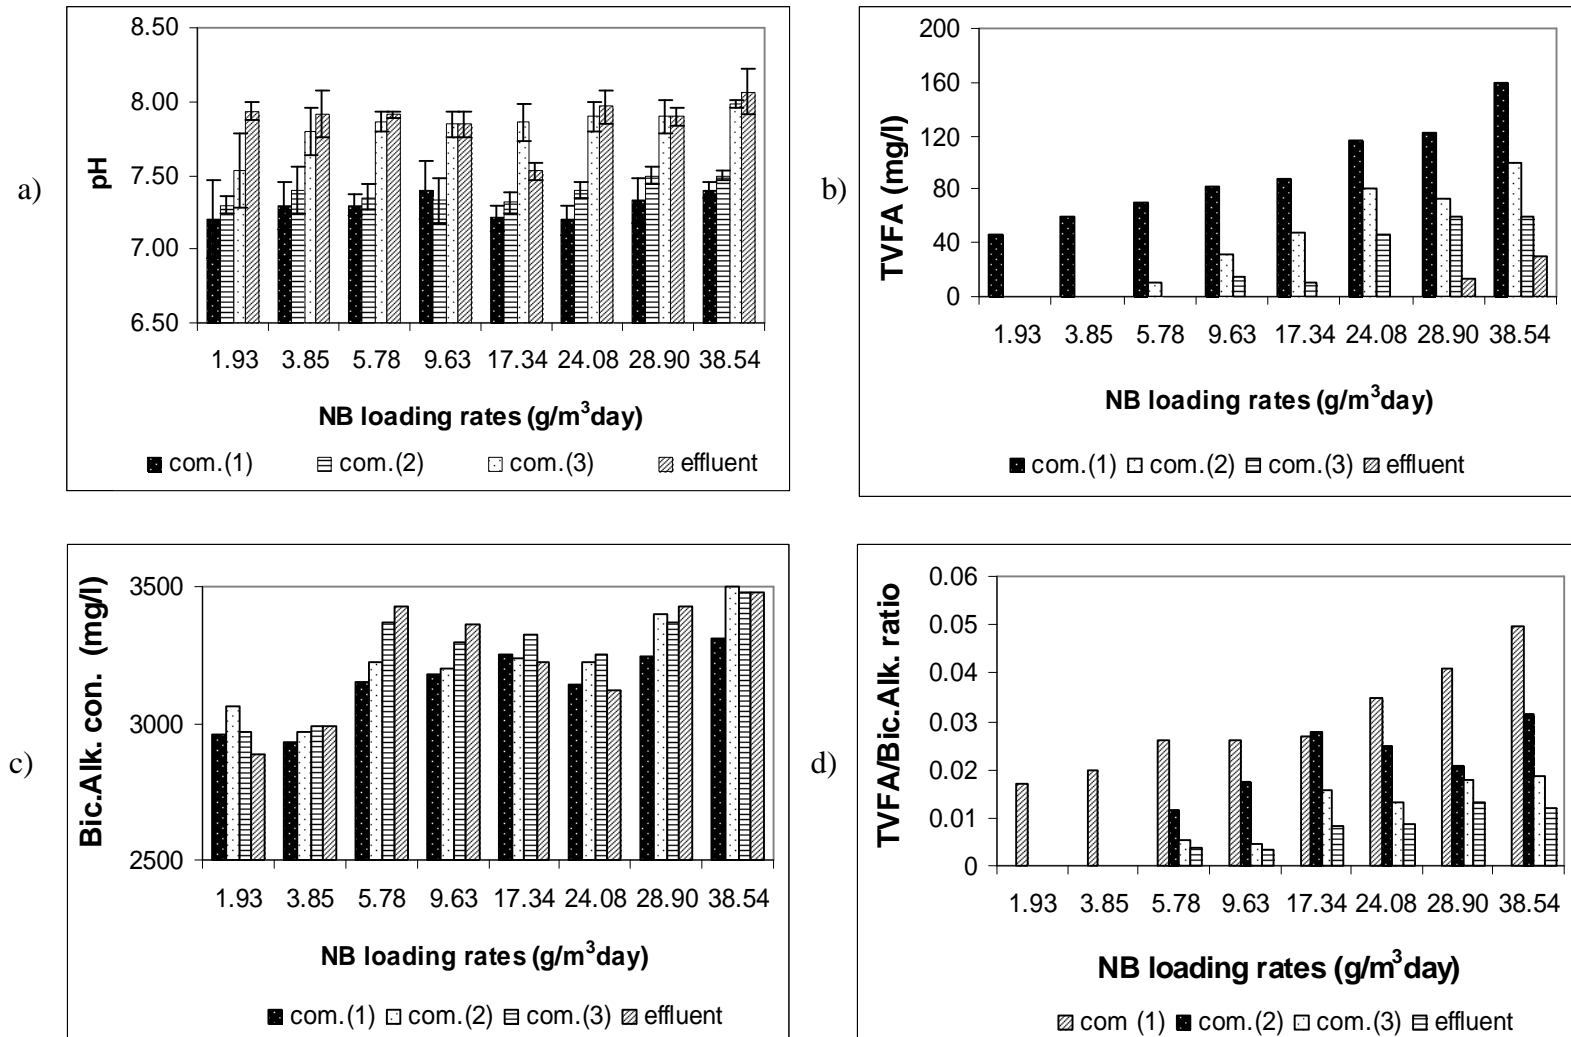 a)
pH
8.50
8.00
7.50
7.00
6.50
1.93 3.85 5.78 9.63 17.34 24.08 28.90 38.54
NB loading rates (g/m³day)
com.(1) com.(2) com.(3) effluent
b)
TVFA (mg/l)
200
160
120
80
40
0
1.93 3.85 5.78 9.63 17.34 24.08 28.90 38.54
NB loading rates (g/m³day)
com.(1) com.(2) com.(3) effluent
c)
Bic.Alk. con. (mg/l)
3500
3000
2500
1.93 3.85 5.78 9.63 17.34 24.08 28.90 38.54
NB loading rates (g/m³day)
com.(1) com.(2) com.(3) effluent
d)
TVFA/Bic.Alk. ratio
0.06
0.05
0.04
0.03
0.02
0.01
0
1.93 3.85 5.78 9.63 17.34 24.08 28.90 38.54
NB loading rates (g/m³day)
com (1) com.(2) com.(3) effluent